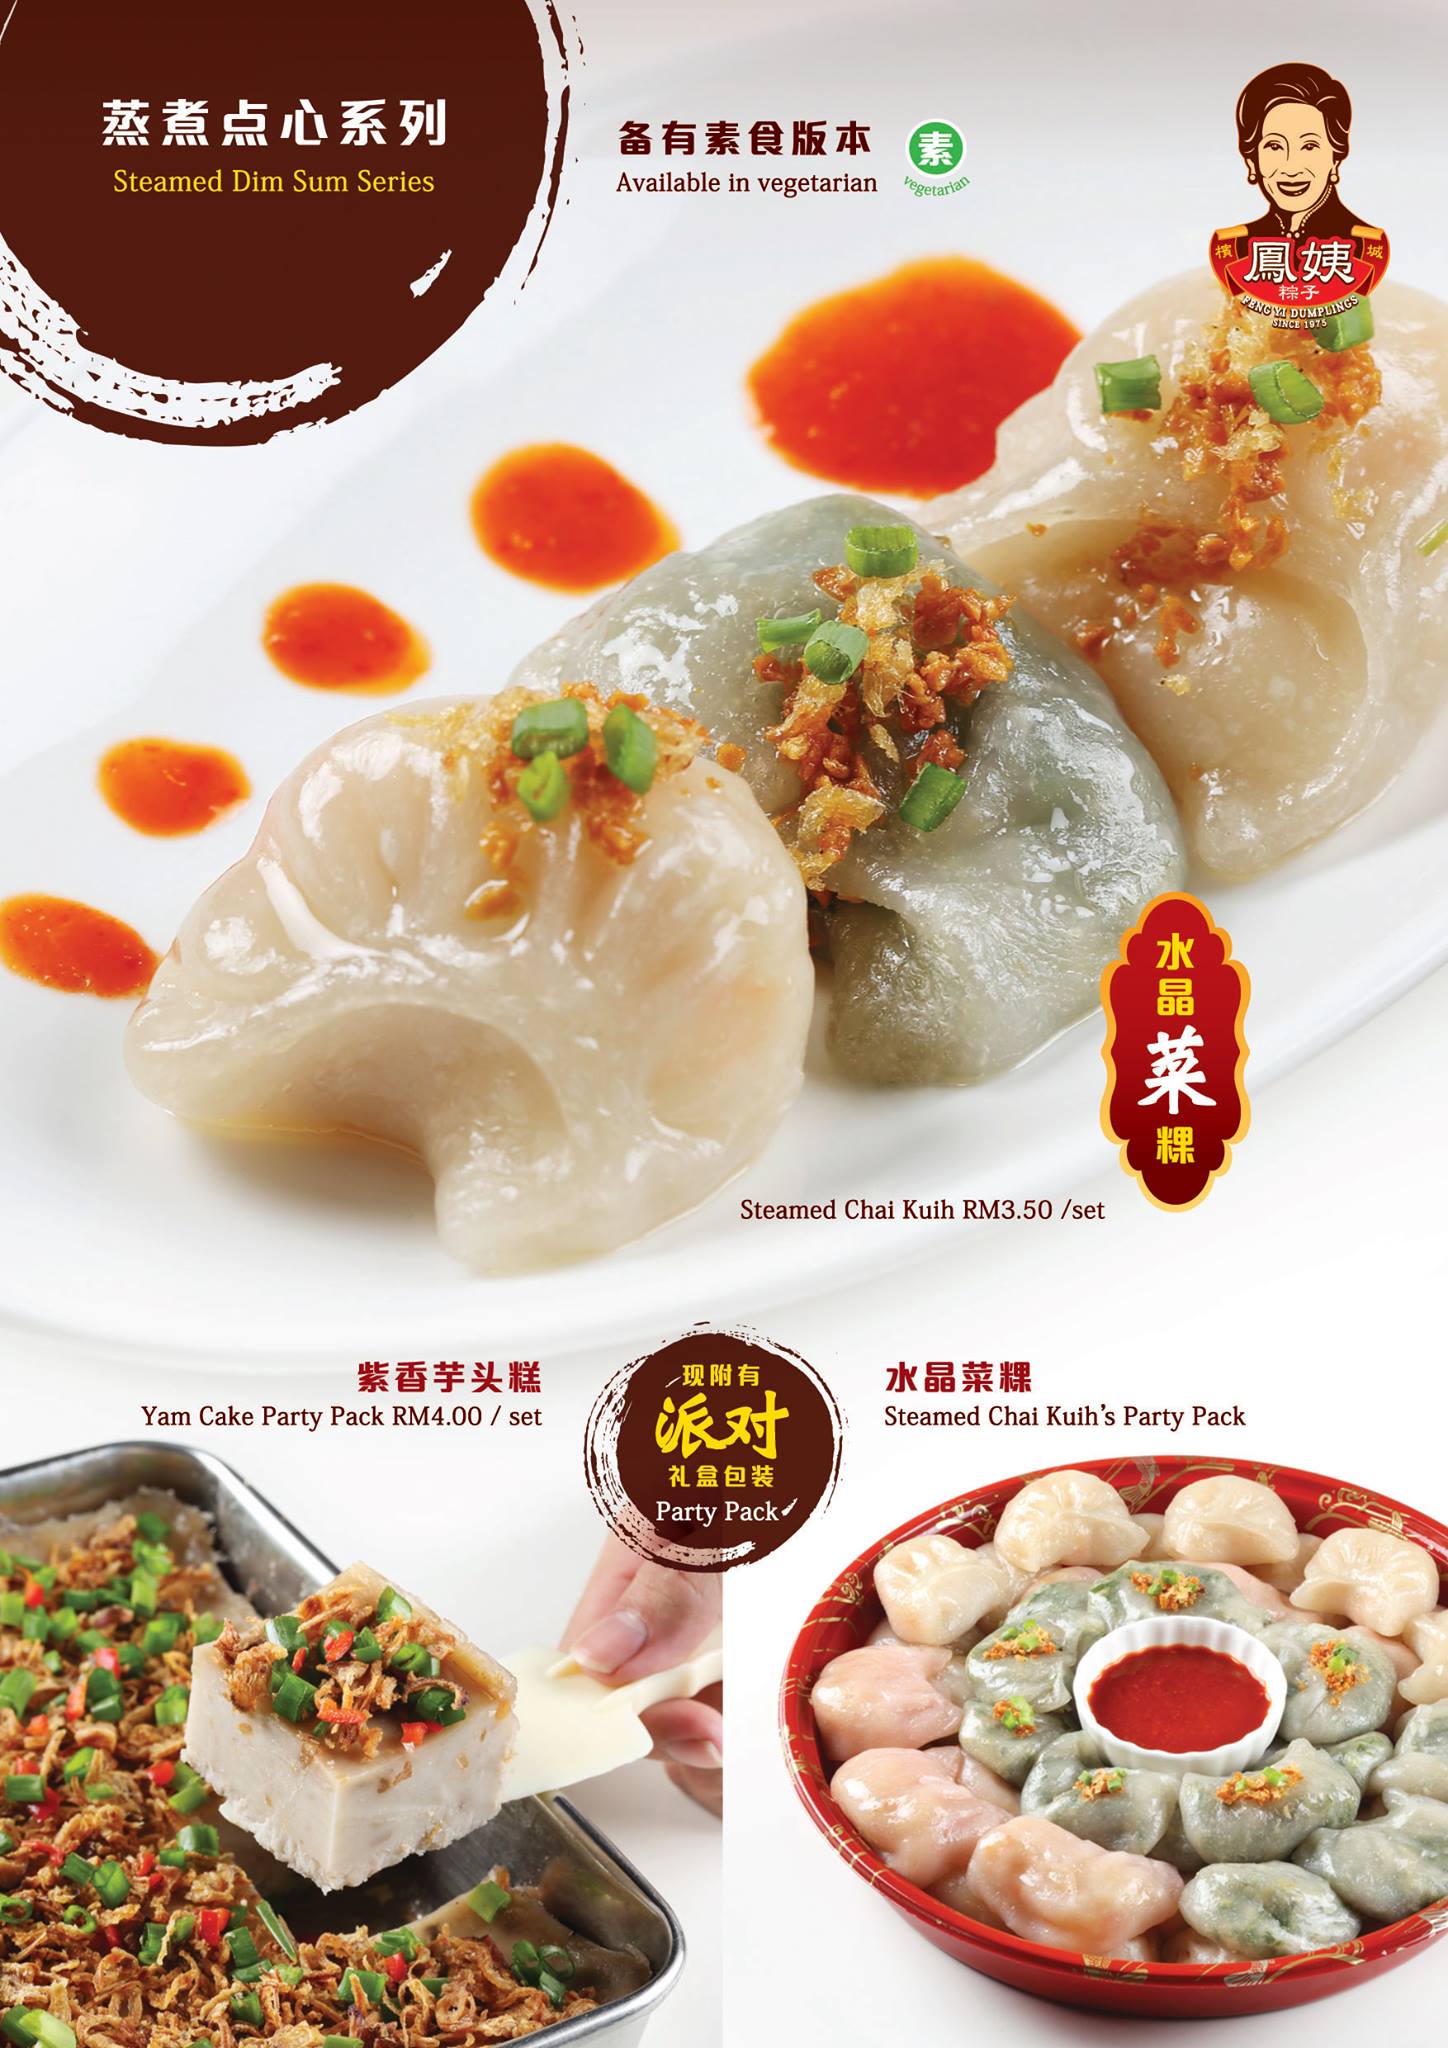 蒸煮点心系列
Steamed Dim Sum Series
备有素食版本
Available in vegetarian
素
vegetarian
檳城
鳳姨
粽子
FENG YI DUMPLINGS
SINCE 1975
水晶菜粿
Steamed Chai Kuih RM3.50 /set
紫香芋头糕
Yam Cake Party Pack RM4.00 / set
现附有
派对
礼盒包装
Party Pack
水晶菜粿
Steamed Chai Kuih's Party Pack